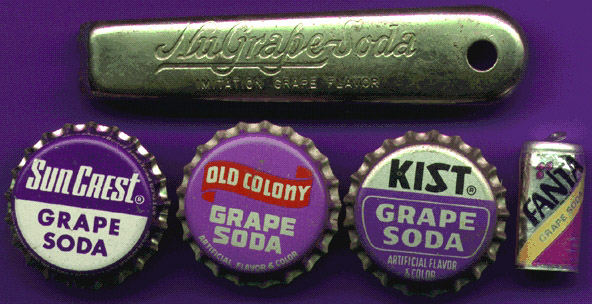 NuGrape Soda
IMITATION GRAPE FLAVOR
SUN CREST®
GRAPE
SODA
OLD COLONY
GRAPE
SODA
ARTIFICIAL FLAVOR & COLOR
KIST®
GRAPE
SODA
ARTIFICIAL FLAVOR
& COLOR
FANTA
GRAPE SODA